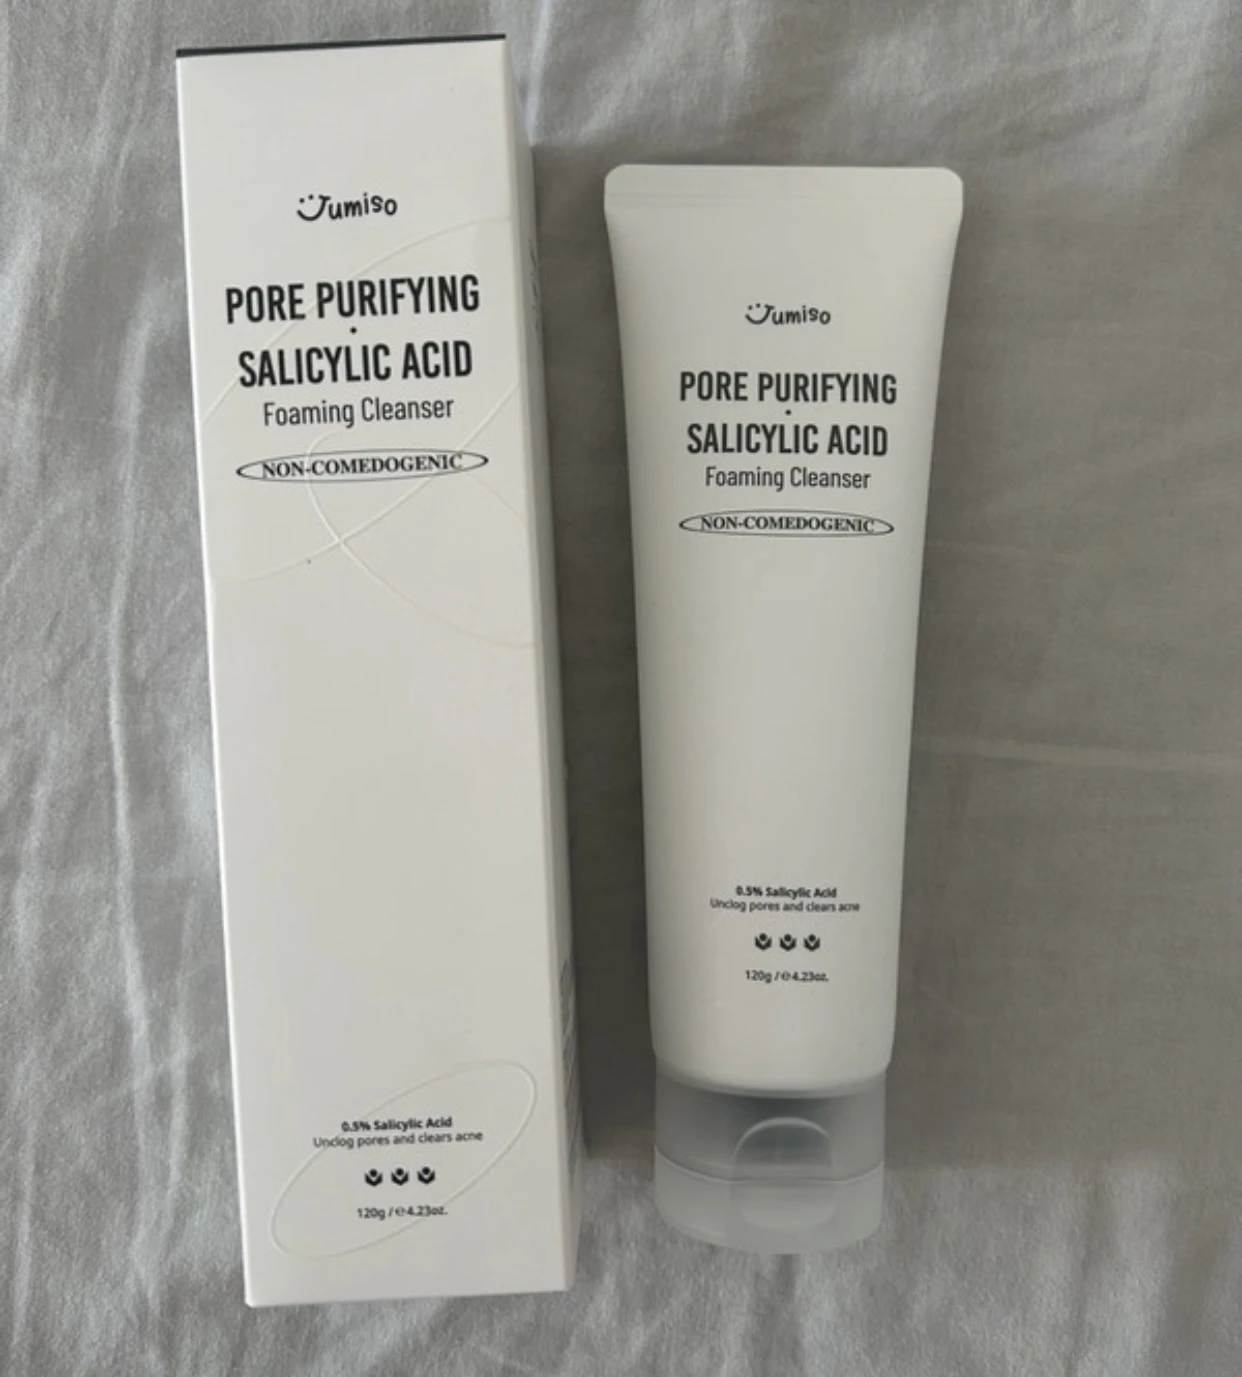 Jumiso
PORE PURIFYING
·
SALICYLIC ACID
Foaming Cleanser
NON-COMEDOGENIC
0.5% Salicylic Acid
Unclog pores and clears acne
120g / ℮4.23oz.
Jumiso
PORE PURIFYING
·
SALICYLIC ACID
Foaming Cleanser
NON-COMEDOGENIC
0.5% Salicylic Acid
Unclog pores and clears acne
120g / ℮4.23oz.